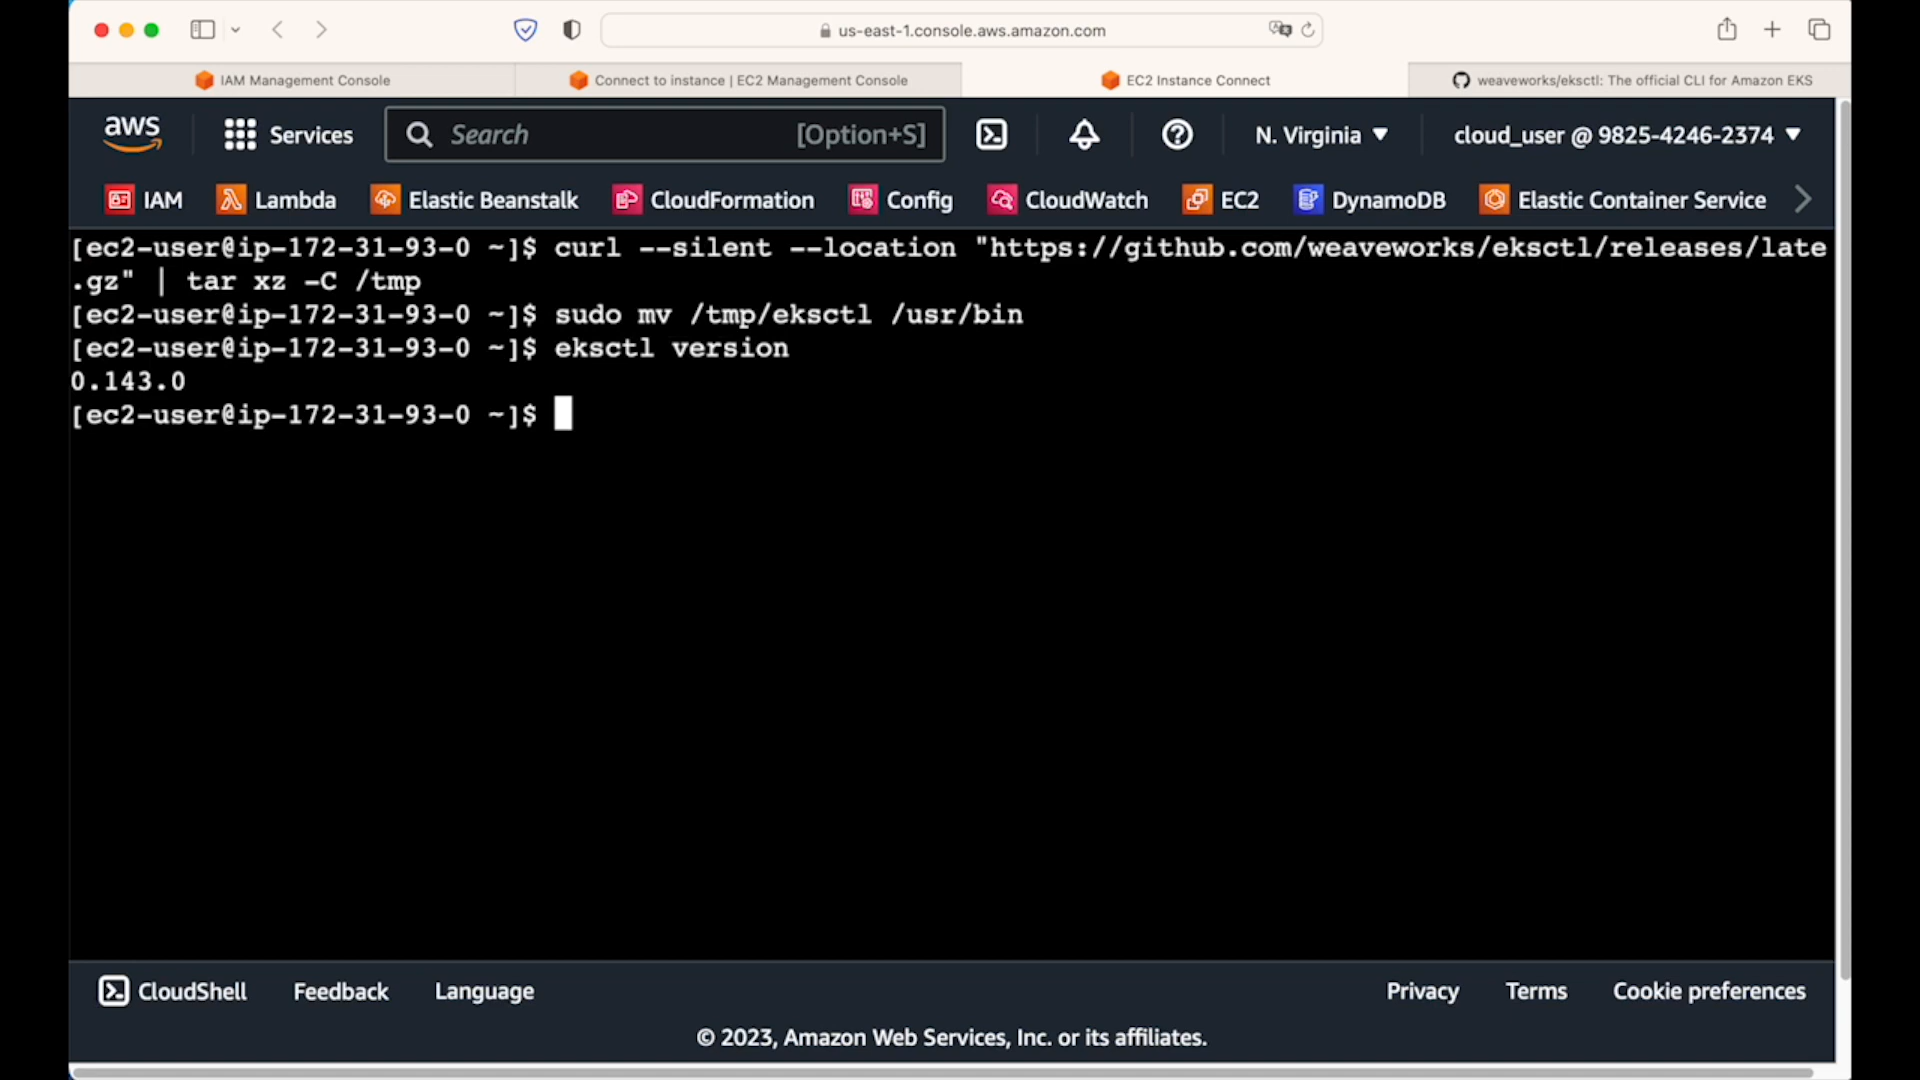 us-east-1.console.aws.amazon.com
IAM Management Console
Connect to instance | EC2 Management Console
EC2 Instance Connect
weaveworks/eksctl: The official CLI for Amazon EKS
aws
Services
Search
[Option+S]
N. Virginia
cloud_user @ 9825-4246-2374
IAM
Lambda
Elastic Beanstalk
CloudFormation
Config
CloudWatch
EC2
DynamoDB
Elastic Container Service
[ec2-user@ip-172-31-93-0 ~]$ curl --silent --location "https://github.com/weaveworks/eksctl/releases/late
.gz" | tar xz -C /tmp
[ec2-user@ip-172-31-93-0 ~]$ sudo mv /tmp/eksctl /usr/bin
[ec2-user@ip-172-31-93-0 ~]$ eksctl version
0.143.0
[ec2-user@ip-172-31-93-0 ~]$
CloudShell
Feedback
Language
Privacy
Terms
Cookie preferences
© 2023, Amazon Web Services, Inc. or its affiliates.